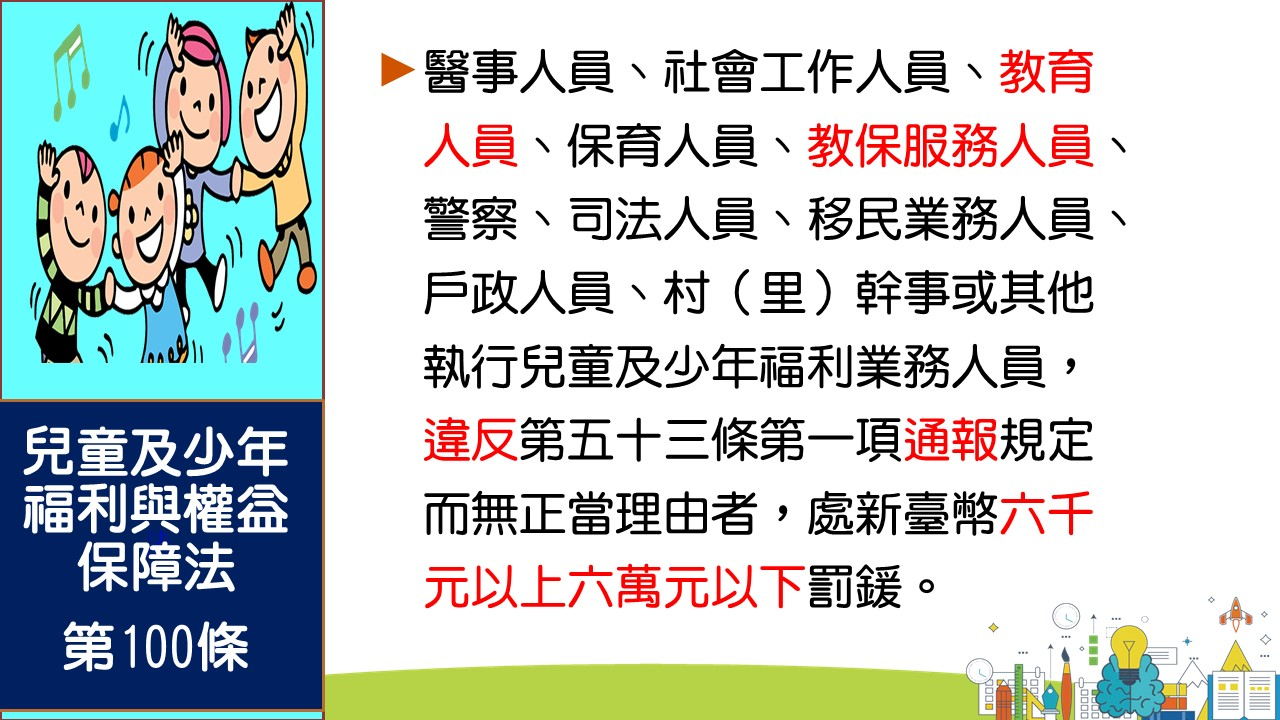 醫事人員、社會工作人員、教育
人員、保育人員、教保服務人員、
警察、司法人員、移民業務人員、
戶政人員、村（里）幹事或其他
執行兒童及少年福利業務人員，
違反第五十三條第一項通報規定
而無正當理由者，處新臺幣六千
元以上六萬元以下罰鍰。
兒童及少年
福利與權益
保障法
第100條